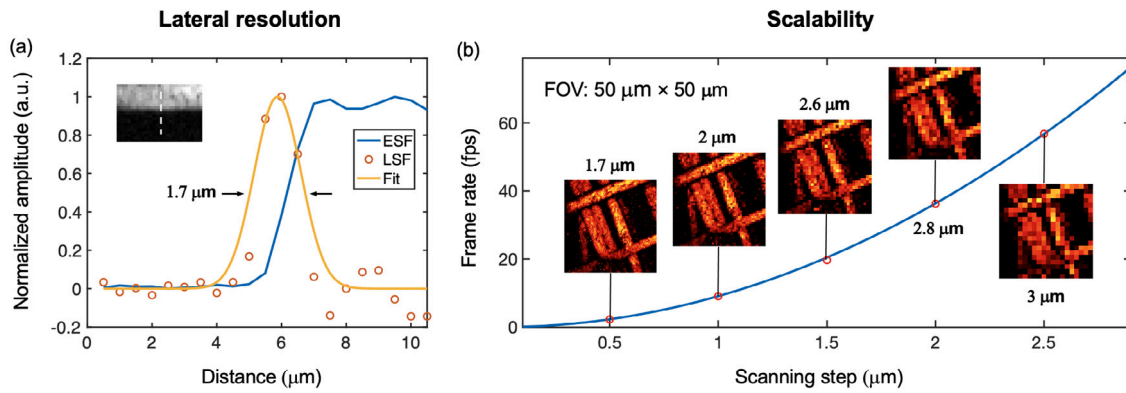 Lateral resolution
Scalability
(a)
1.2
1
0.8
0.6
0.4
0.2
0
-0.2
Normalized amplitude (a.u.)
0
2
4
6
8
10
Distance (μm)
ESF
LSF
Fit
1.7 μm
(b)
FOV: 50 μm × 50 μm
60
40
20
0
Frame rate (fps)
0.5
1
1.5
2
2.5
Scanning step (μm)
1.7 μm
2 μm
2.6 μm
2.8 μm
3 μm